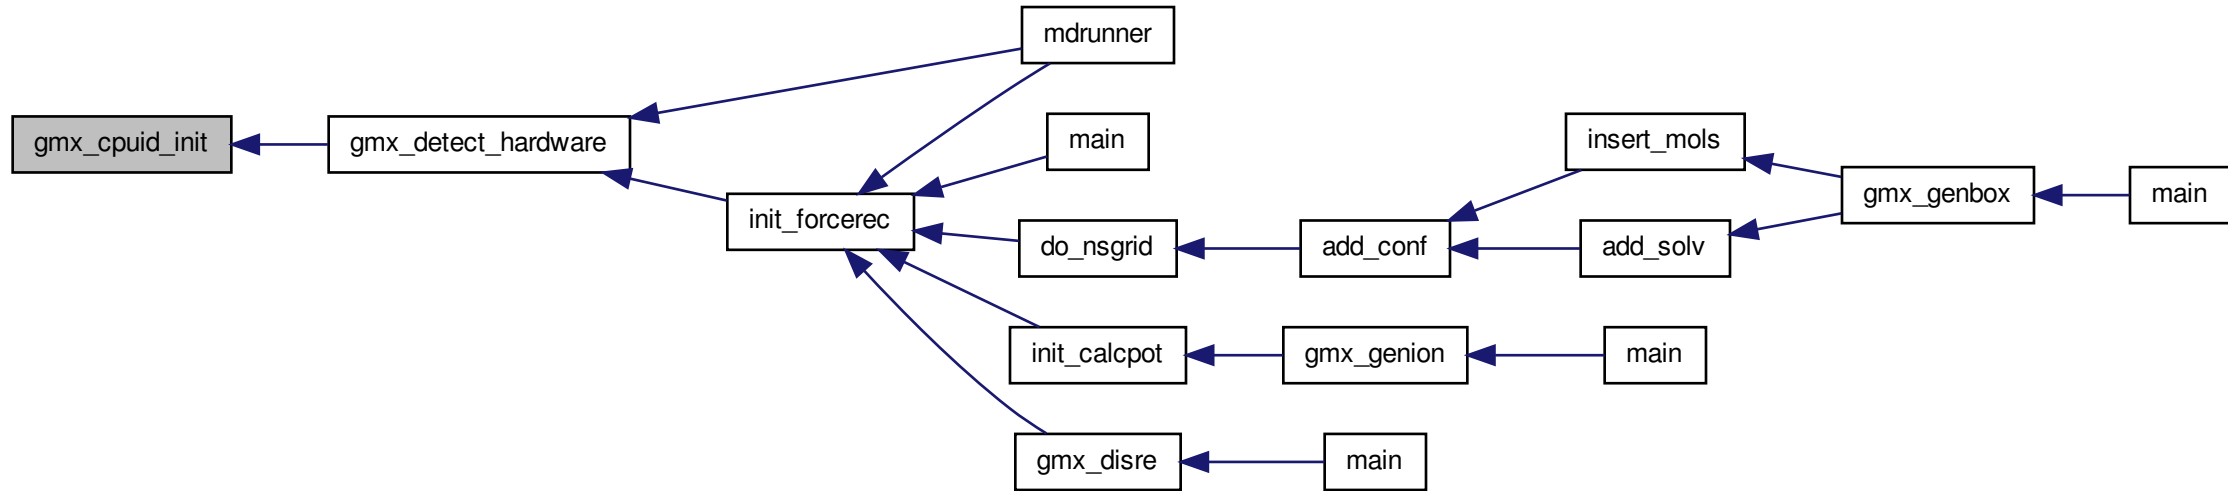 mdrunner
gmx_cpuid_init
gmx_detect_hardware
main
insert_mols
init_forcerec
gmx_genbox
main
do_nsgrid
add_conf
add_solv
init_calcpot
gmx_genion
main
gmx_disre
main